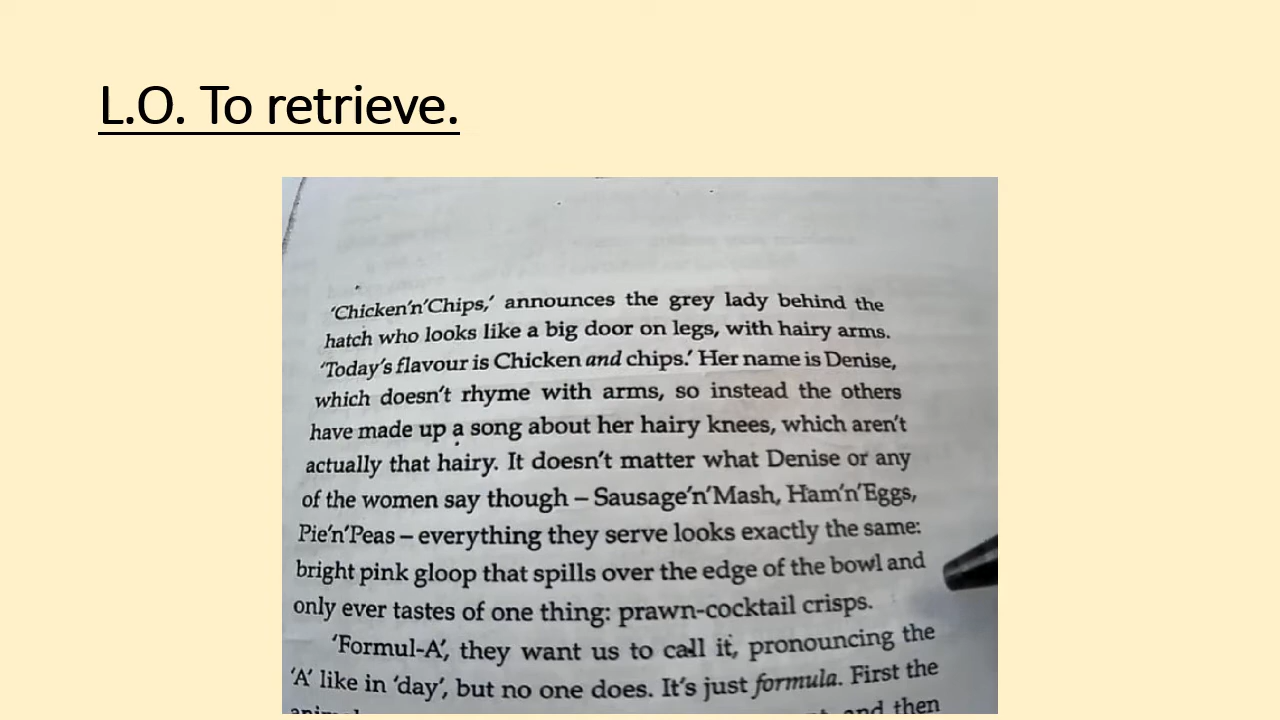 L.O. To retrieve.
'Chicken'n'Chips,' announces the grey lady behind the
hatch who looks like a big door on legs, with hairy arms.
'Today's flavour is Chicken and chips.' Her name is Denise,
which doesn't rhyme with arms, so instead the others
have made up a song about her hairy knees, which aren't
actually that hairy. It doesn't matter what Denise or any
of the women say though – Sausage'n'Mash, Ham'n'Eggs,
Pie'n'Peas – everything they serve looks exactly the same:
bright pink gloop that spills over the edge of the bowl and
only ever tastes of one thing: prawn-cocktail crisps.
'Formul-A', they want us to call it, pronouncing the
'A' like in 'day', but no one does. It's just formula. First the
and then